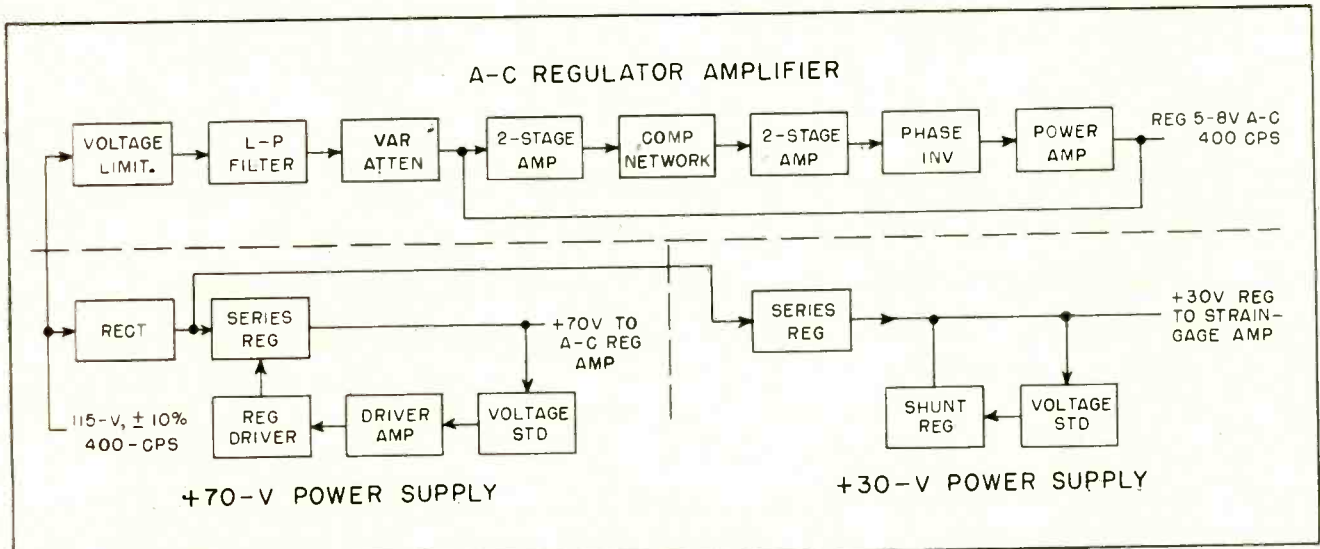 A-C REGULATOR AMPLIFIER
VOLTAGE
LIMIT.
L-P
FILTER
VAR
ATTEN
2-STAGE
AMP
COMP
NETWORK
2-STAGE
AMP
PHASE
INV
POWER
AMP
REG 5-8V A-C
400 CPS
RECT
SERIES
REG
+70V TO
A-C REG
AMP
SERIES
REG
+30V REG
TO STRAIN-
GAGE AMP
115-V, ± 10%
400-CPS
REG
DRIVER
DRIVER
AMP
VOLTAGE
STD
SHUNT
REG
VOLTAGE
STD
+70-V POWER SUPPLY
+30-V POWER SUPPLY